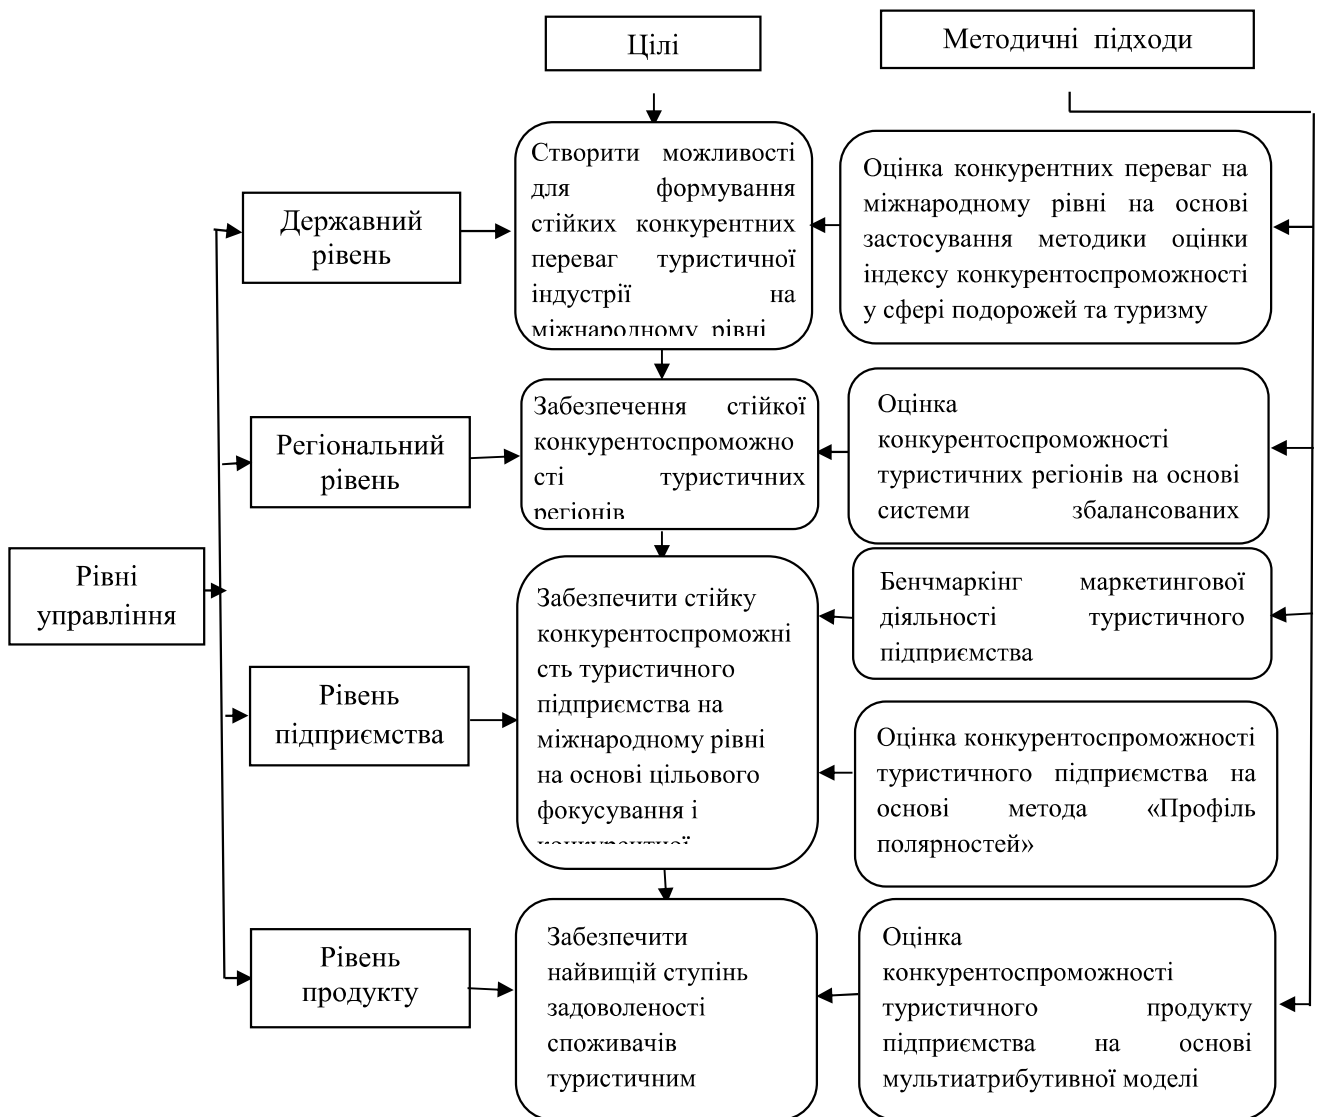 Цілі
Методичні підходи
Створити можливості
для формування
стійких конкурентних
переваг туристичної
індустрії на
міжнародному рівні
Оцінка конкурентних переваг на
міжнародному рівні на основі
застосування методики оцінки
індексу конкурентоспроможності
у сфері подорожей та туризму
Державний
рівень
Забезпечення стійкої
конкурентоспроможно
сті туристичних
регіонів
Оцінка
конкурентоспроможності
туристичних регіонів на основі
системи збалансованих
Регіональний
рівень
Рівні
управління
Забезпечити стійку
конкурентоспроможні
сть туристичного
підприємства на
міжнародному рівні
на основі цільового
фокусування і
конкурентної
Бенчмаркінг маркетингової
діяльності туристичного
підприємства
Рівень
підприємства
Оцінка конкурентоспроможності
туристичного підприємства на
основі метода «Профіль
полярностей»
Рівень
продукту
Забезпечити
найвищій ступінь
задоволеності
споживачів
туристичним
Оцінка
конкурентоспроможності
туристичного продукту
підприємства на основі
мультиатрибутивної моделі